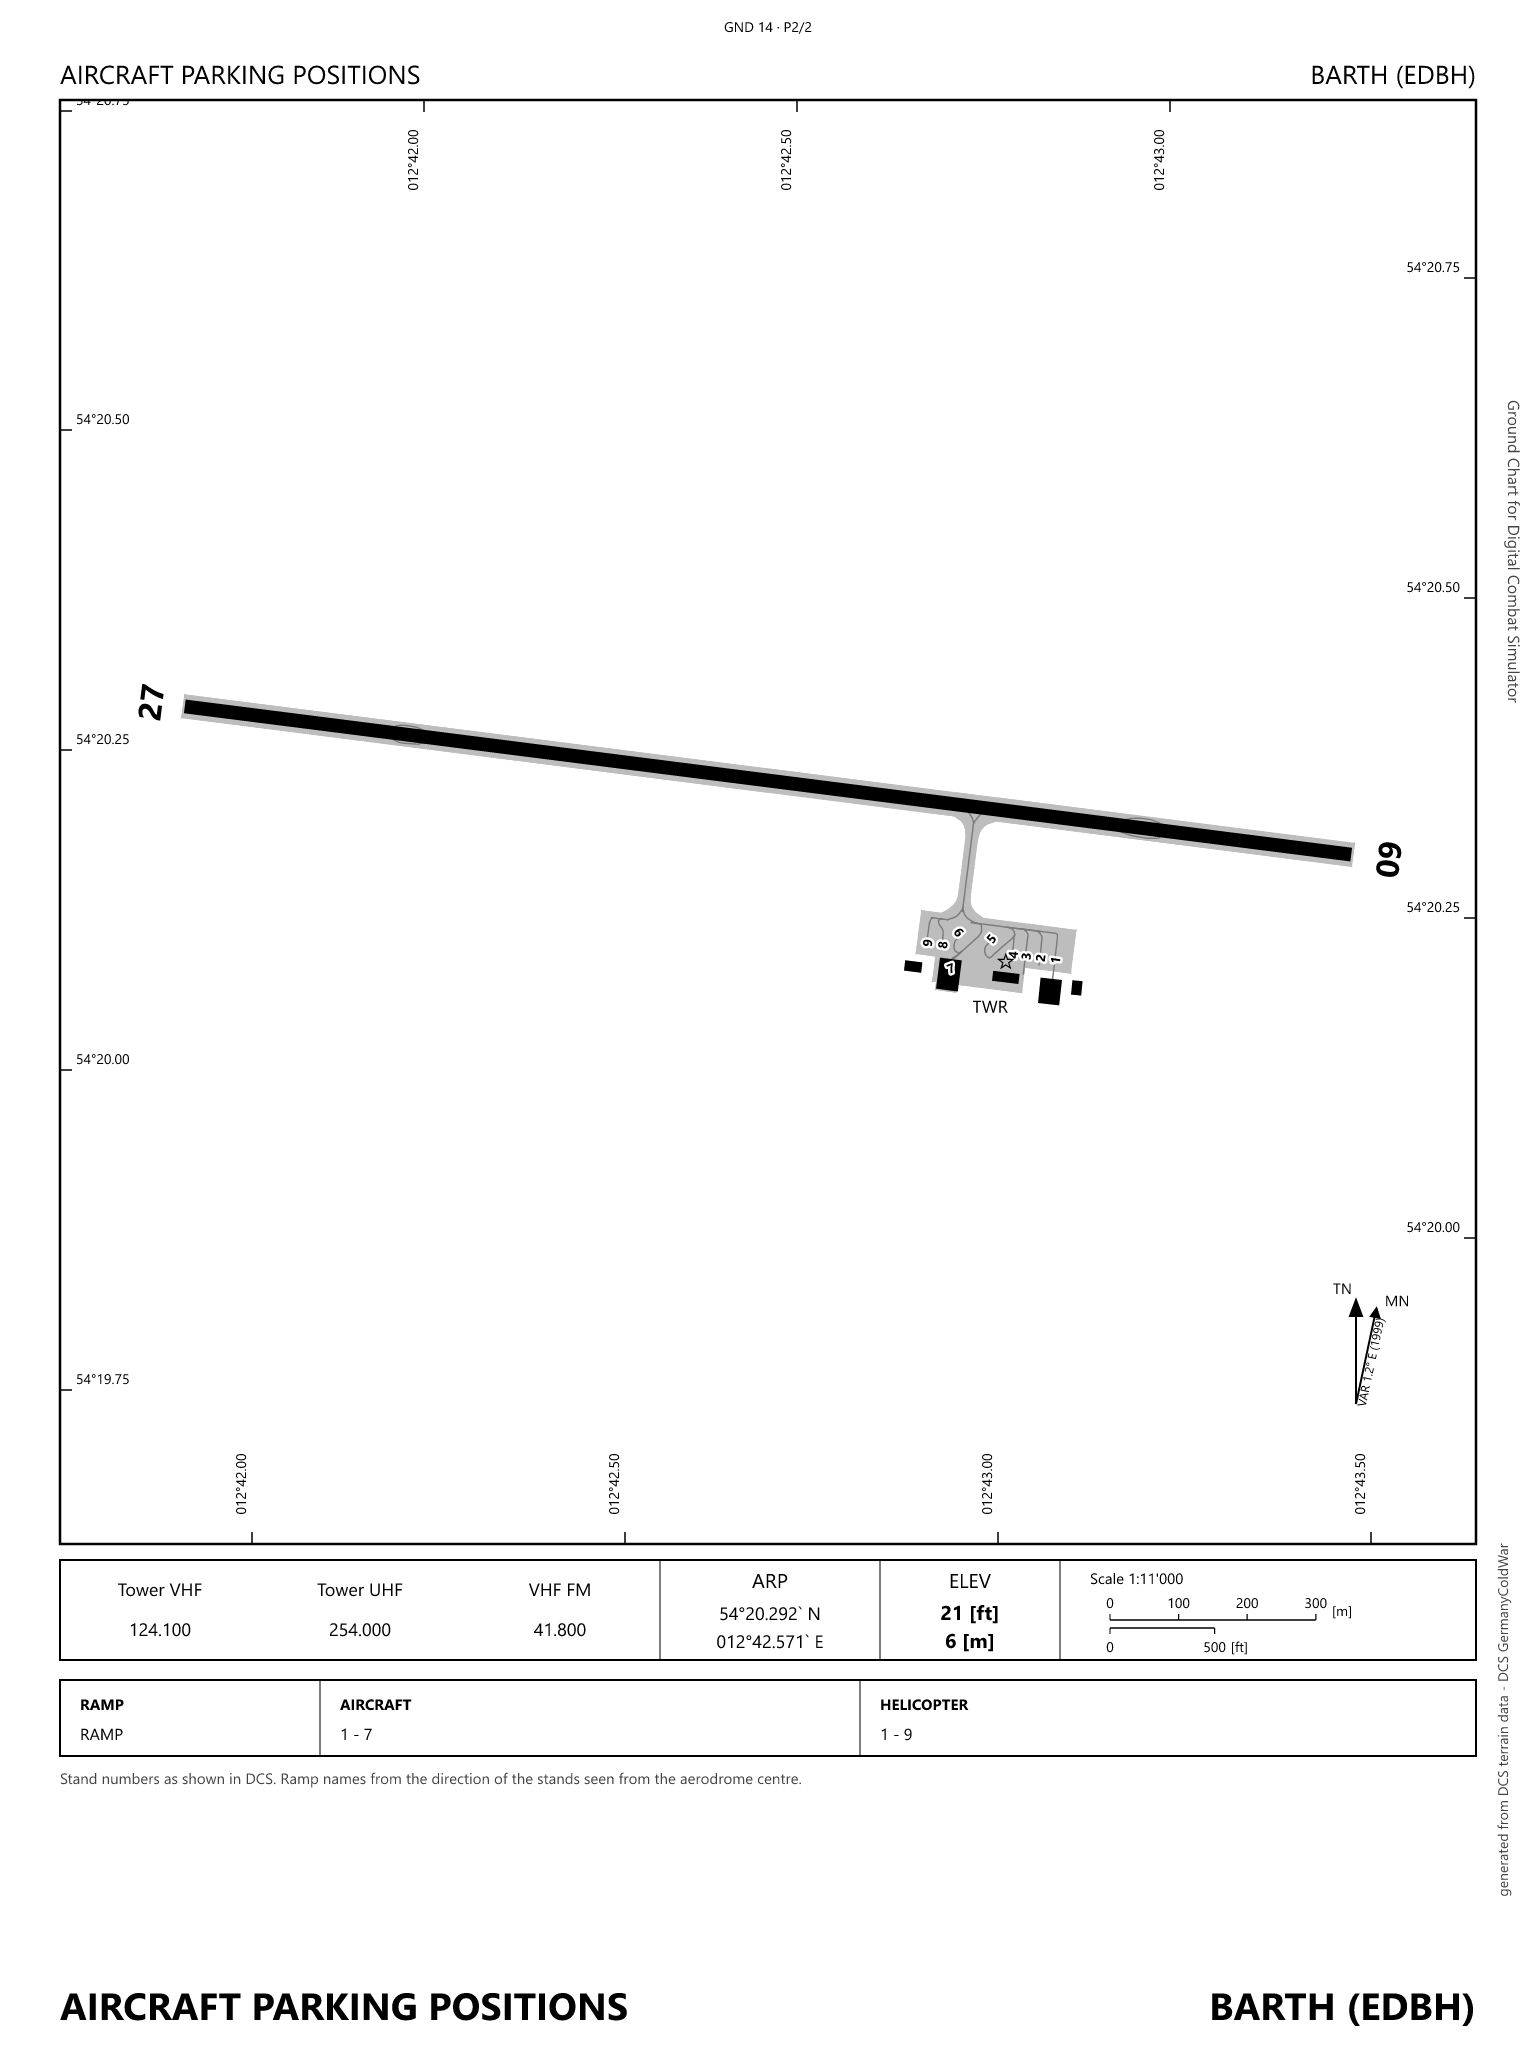 GND 14 · P2/2
AIRCRAFT PARKING POSITIONS
BARTH (EDBH)
54°20.75
012°42.00
012°42.50
012°43.00
54°20.75
54°20.50
54°20.50
27
54°20.25
09
54°20.25
9
8
6
7
5
4
3
2
1
TWR
54°20.00
54°20.00
TN
MN
VAR 1.2° E (1999)
54°19.75
012°42.00
012°42.50
012°43.00
012°43.50
Ground Chart for Digital Combat Simulator
Tower VHF
124.100
Tower UHF
254.000
VHF FM
41.800
ARP
54°20.292` N
012°42.571` E
ELEV
21 [ft]
6 [m]
Scale 1:11'000
0 100 200 300 [m]
0 500 [ft]
RAMP AIRCRAFT HELICOPTER
RAMP 1 - 7 1 - 9
Stand numbers as shown in DCS. Ramp names from the direction of the stands seen from the aerodrome centre.
generated from DCS terrain data - DCS GermanyColdWar
AIRCRAFT PARKING POSITIONS
BARTH (EDBH)